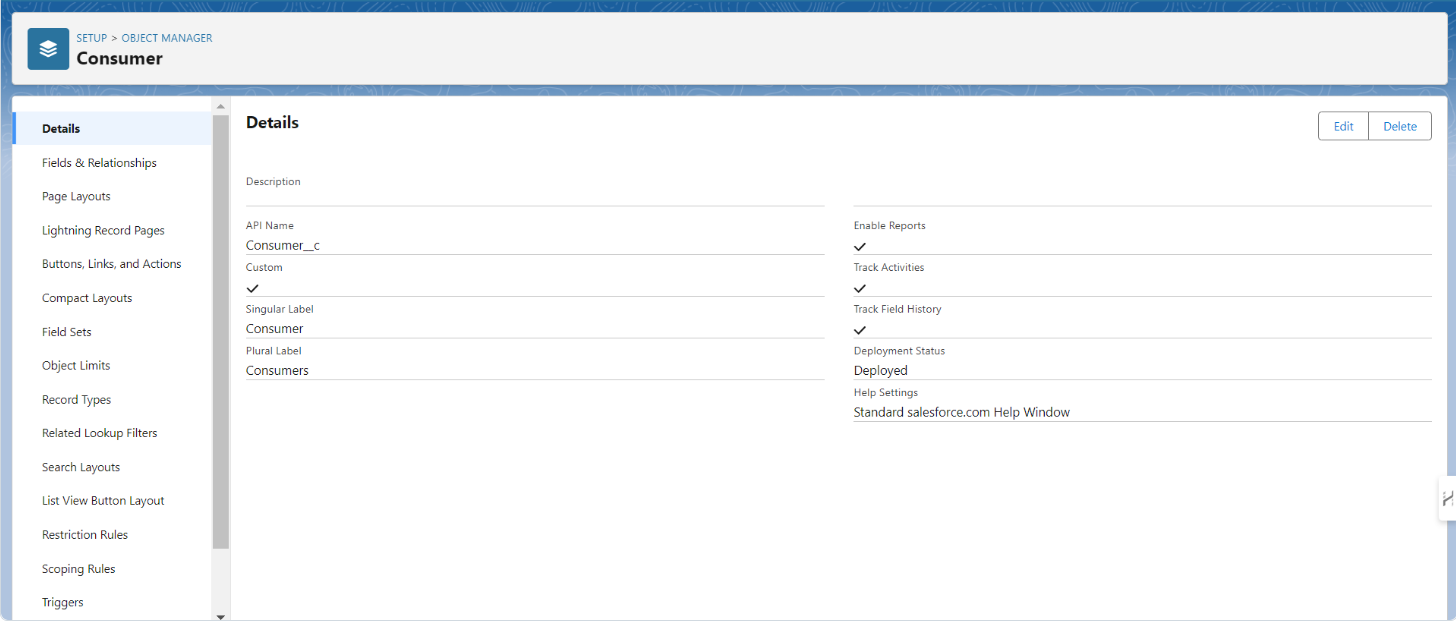 SETUP > OBJECT MANAGER
Consumer
Details
Fields & Relationships
Page Layouts
Lightning Record Pages
Buttons, Links, and Actions
Compact Layouts
Field Sets
Object Limits
Record Types
Related Lookup Filters
Search Layouts
List View Button Layout
Restriction Rules
Scoping Rules
Triggers
Details
Edit
Delete
Description
API Name
Consumer__c
Custom
Singular Label
Consumer
Plural Label
Consumers
Enable Reports
Track Activities
Track Field History
Deployment Status
Deployed
Help Settings
Standard salesforce.com Help Window